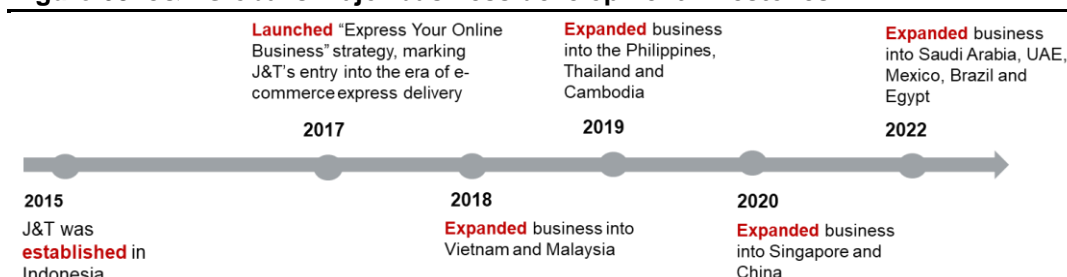 Launched “Express Your Online
Business” strategy, marking
J&T’s entry into the era of e-
commerce express delivery
2017
Expanded business
into the Philippines,
Thailand and
Cambodia
2019
Expanded business
into Saudi Arabia, UAE,
Mexico, Brazil and
Egypt
2022
2015
J&T was
established in
Indonesia
2018
Expanded business into
Vietnam and Malaysia
2020
Expanded business
into Singapore and
China